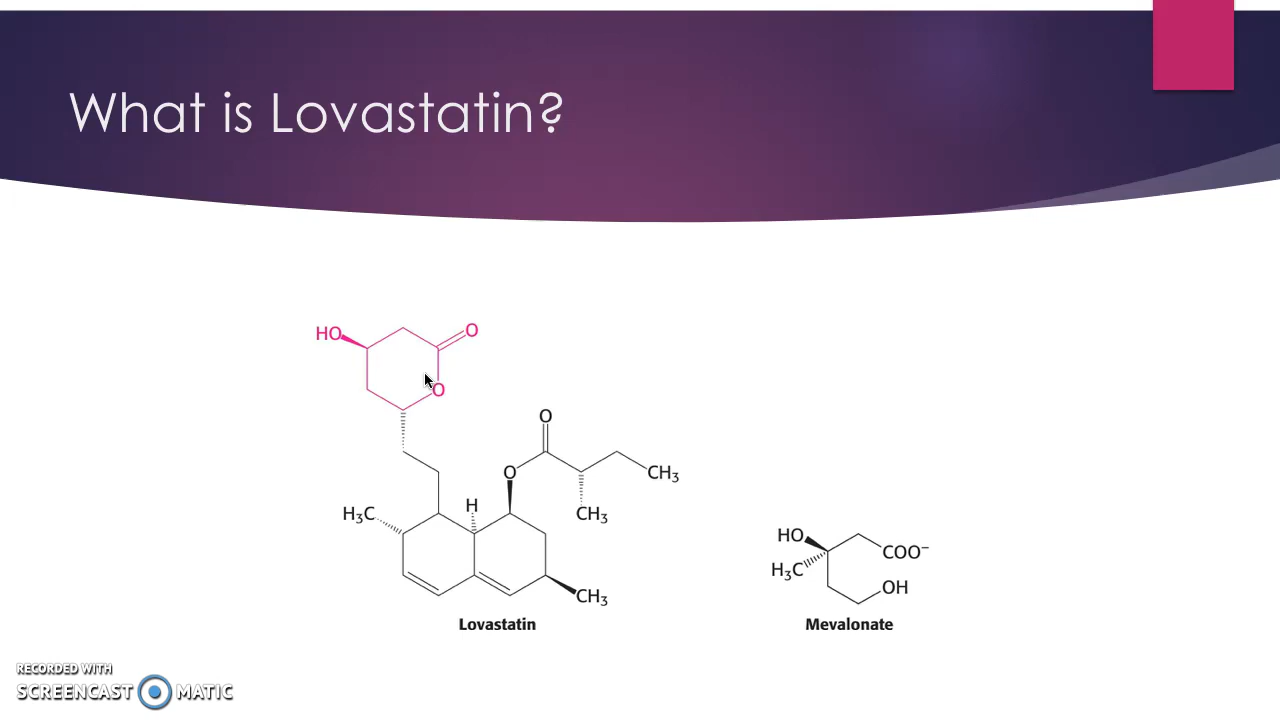 What is Lovastatin?
HO
O
O
O
O
CH₃
CH₃
H
H₃C
CH₃
Lovastatin
HO
COO⁻
H₃C
OH
Mevalonate
RECORDED WITH
SCREENCAST MATIC